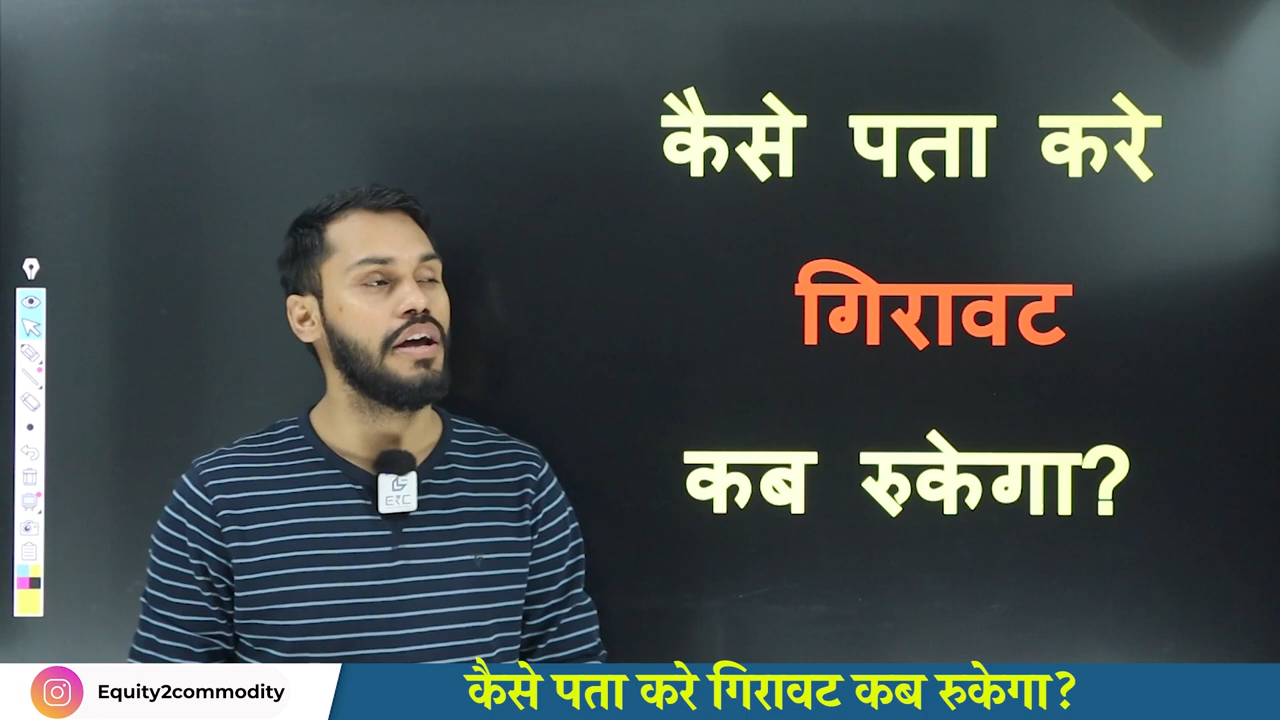 कैसे पता करे
गिरावट
कब रुकेगा?
E₹C
Equity2commodity
कैसे पता करे गिरावट कब रुकेगा?